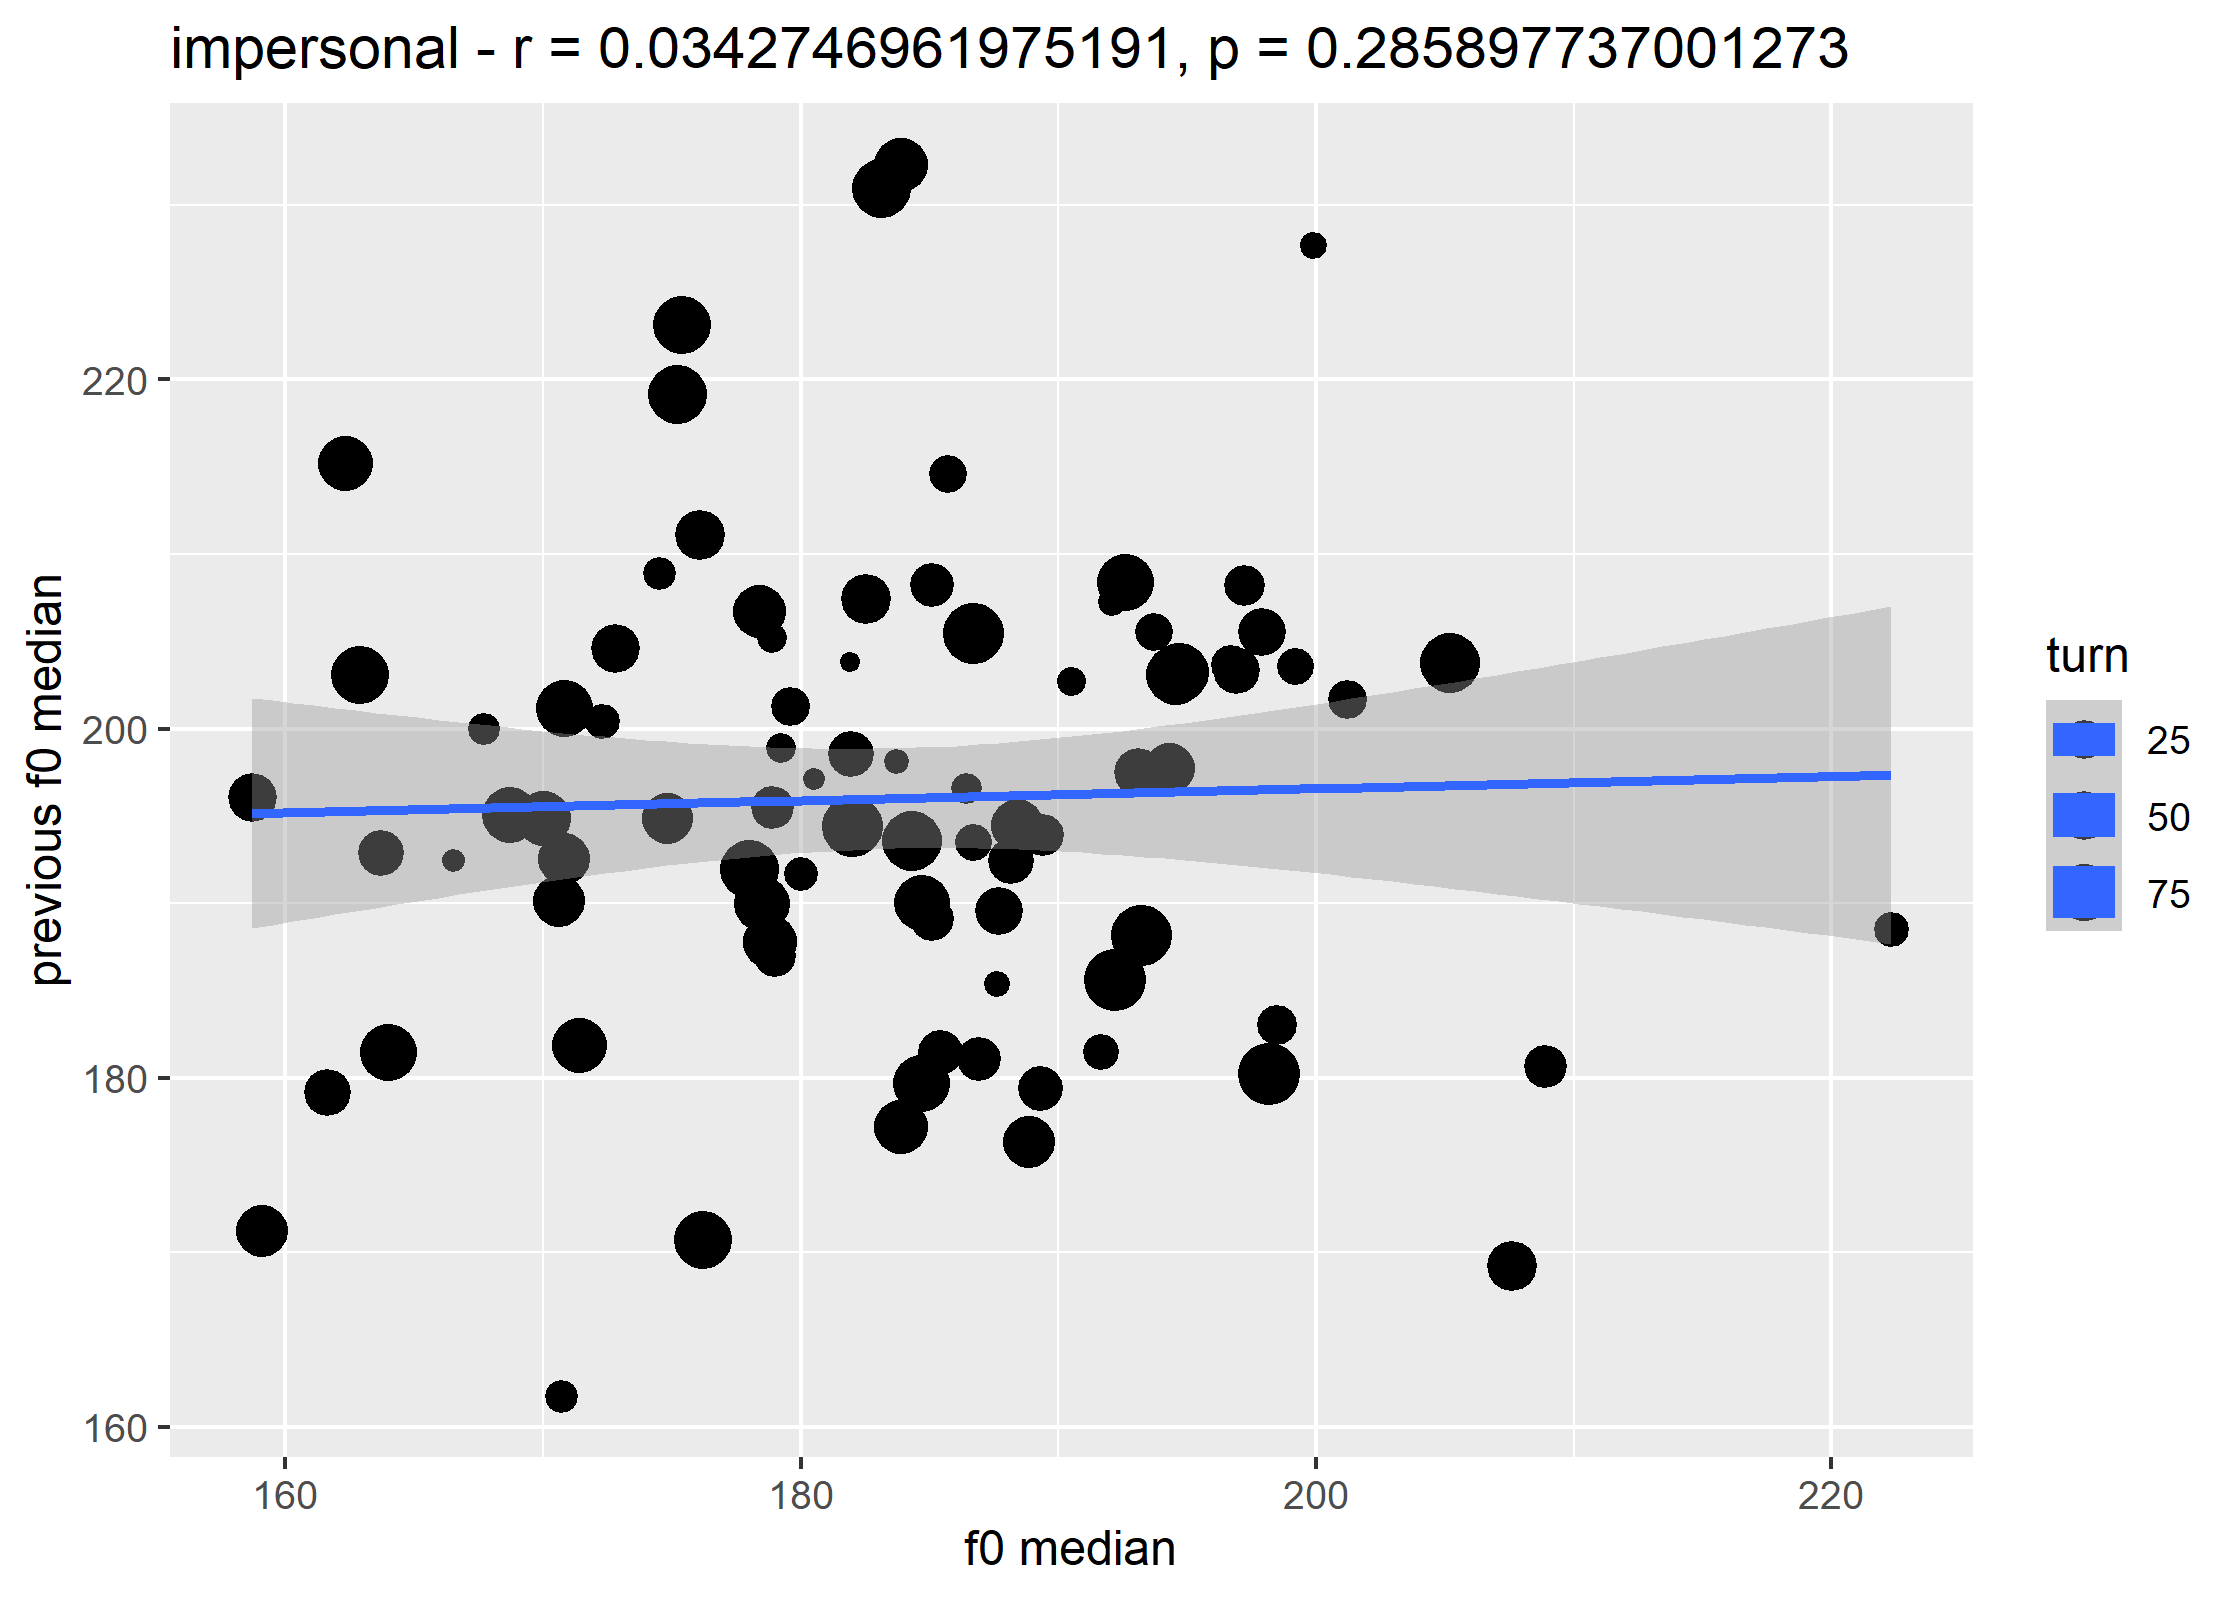 impersonal - r = 0.0342746961975191, p = 0.285897737001273
previous f0 median
220
200
180
160
160
180
200
220
f0 median
turn
25
50
75